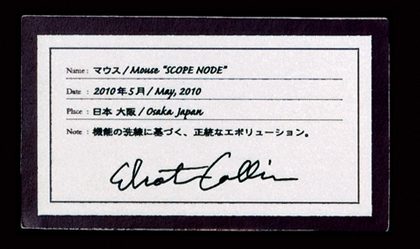 Name : マウス / Mouse "SCOPE NODE"
Date : 2010年5月 / May, 2010
Place : 日本 大阪 / Osaka Japan
Note : 機能の洗練に基づく、正統なエボリューション。